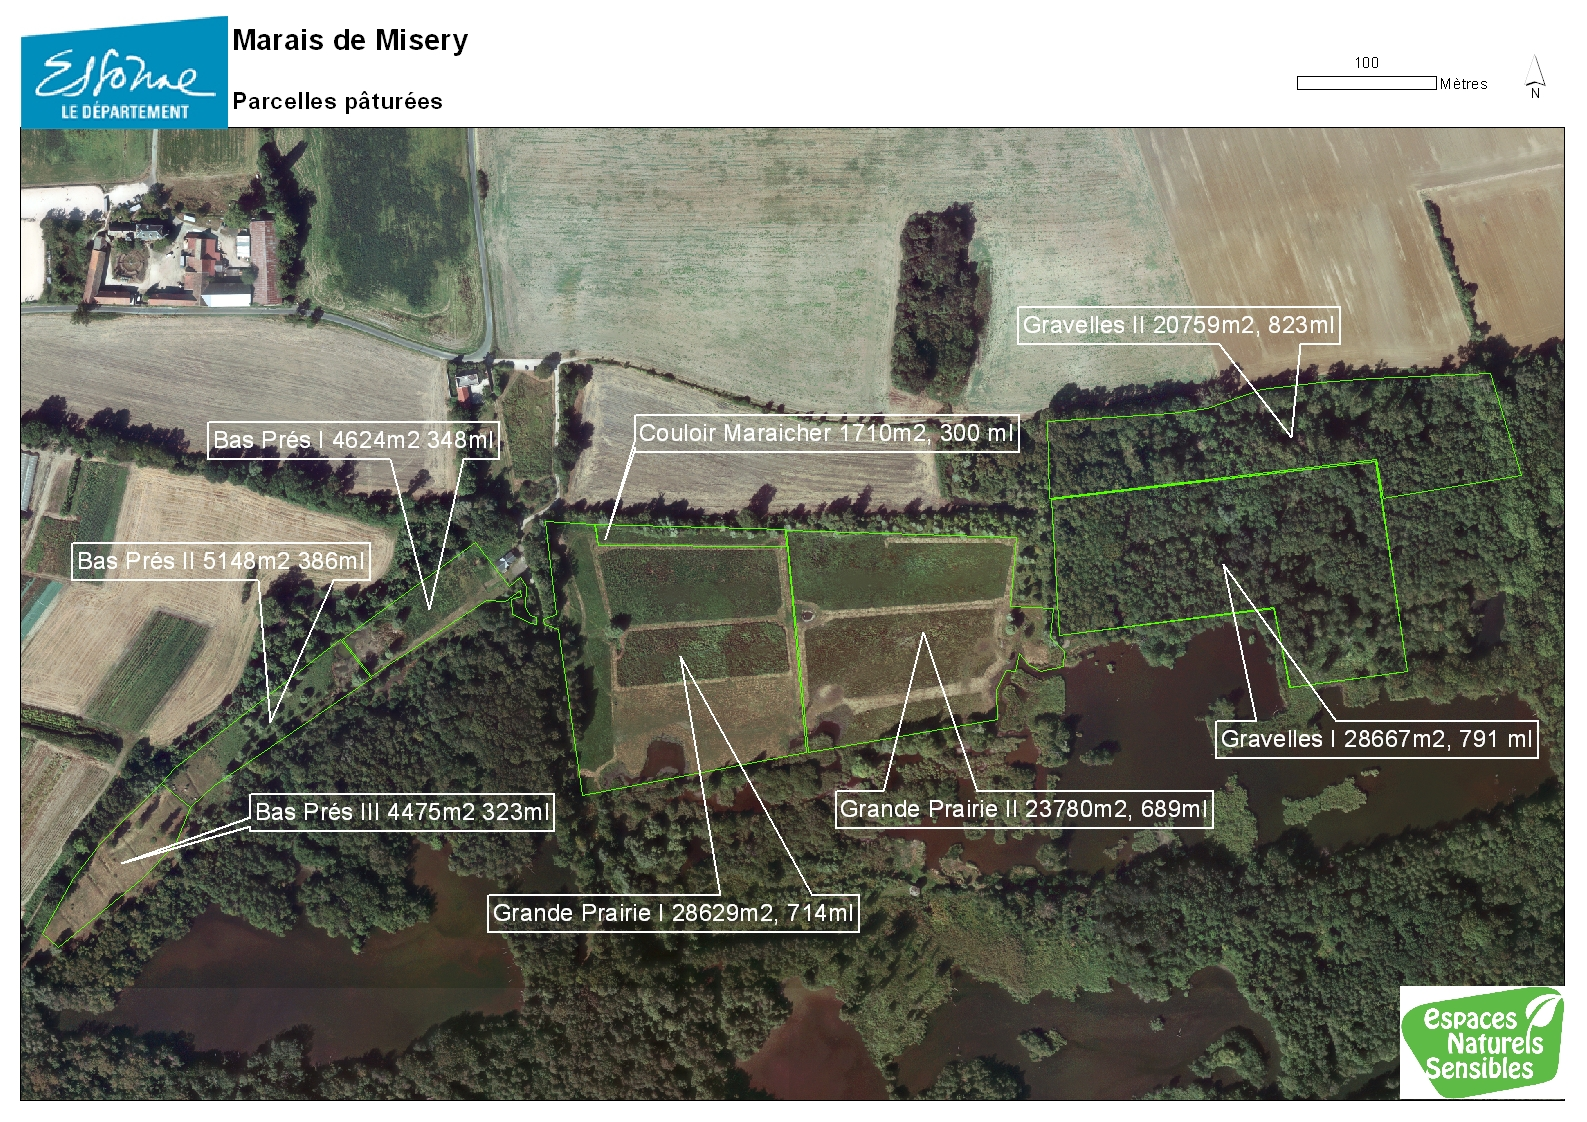 Essonne
LE DÉPARTEMENT
Marais de Misery
Parcelles pâturées
100
Mètres
N
Gravelles II 20759m2, 823ml
Couloir Maraicher 1710m2, 300 ml
Bas Prés I 4624m2 348ml
Bas Prés II 5148m2 386ml
Gravelles I 28667m2, 791 ml
Bas Prés III 4475m2 323ml
Grande Prairie II 23780m2, 689ml
Grande Prairie I 28629m2, 714ml
espaces
Naturels
Sensibles